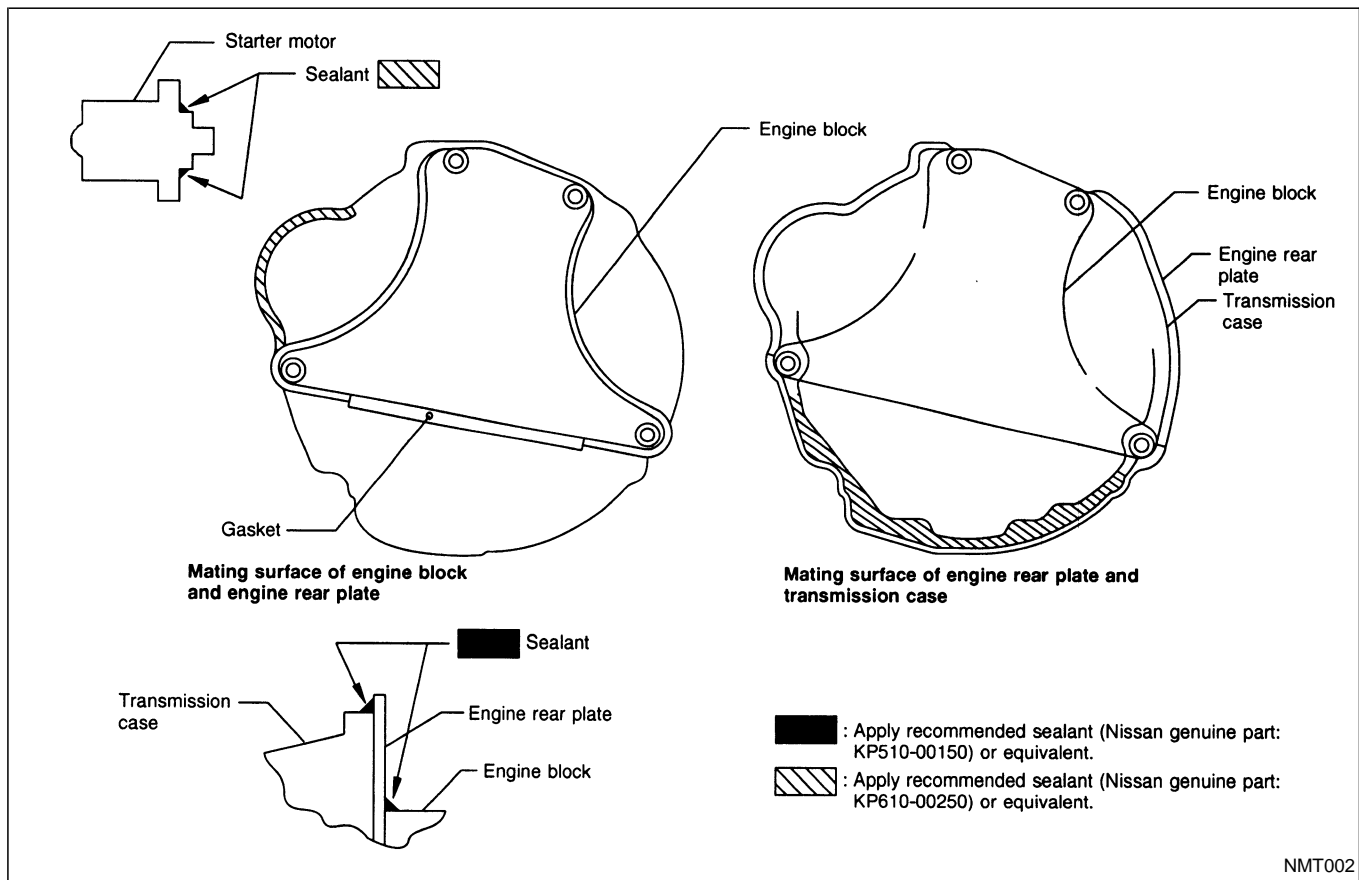 Starter motor
Sealant
Engine block
Engine block
Engine rear
plate
Transmission
case
Gasket
Mating surface of engine block
and engine rear plate
Mating surface of engine rear plate and
transmission case
Sealant
Transmission
case
Engine rear plate
Engine block
: Apply recommended sealant (Nissan genuine part:
KP510-00150) or equivalent.
: Apply recommended sealant (Nissan genuine part:
KP610-00250) or equivalent.
NMT002